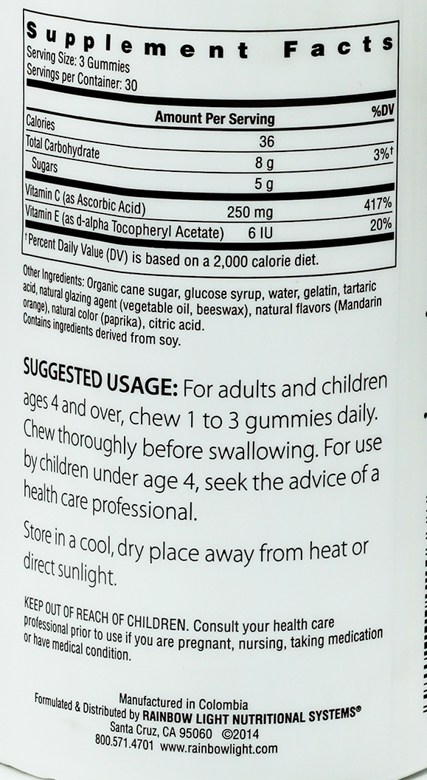 Supplement Facts
Serving Size: 3 Gummies
Servings per Container: 30
Amount Per Serving %DV
Calories 36
Total Carbohydrate 8 g 3%†
Sugars 5 g
Vitamin C (as Ascorbic Acid) 250 mg 417%
Vitamin E (as d-alpha Tocopheryl Acetate) 6 IU 20%
†Percent Daily Value (DV) is based on a 2,000 calorie diet.
Other Ingredients: Organic cane sugar, glucose syrup, water, gelatin, tartaric
acid, natural glazing agent (vegetable oil, beeswax), natural flavors (Mandarin
orange), natural color (paprika), citric acid.
Contains ingredients derived from soy.
SUGGESTED USAGE: For adults and children
ages 4 and over, chew 1 to 3 gummies daily.
Chew thoroughly before swallowing. For use
by children under age 4, seek the advice of a
health care professional.
Store in a cool, dry place away from heat or
direct sunlight.
KEEP OUT OF REACH OF CHILDREN. Consult your health care
professional prior to use if you are pregnant, nursing, taking medication
or have medical condition.
Manufactured in Colombia
Formulated & Distributed by RAINBOW LIGHT NUTRITIONAL SYSTEMS®
Santa Cruz, CA 95060 ©2014
800.571.4701 www.rainbowlight.com